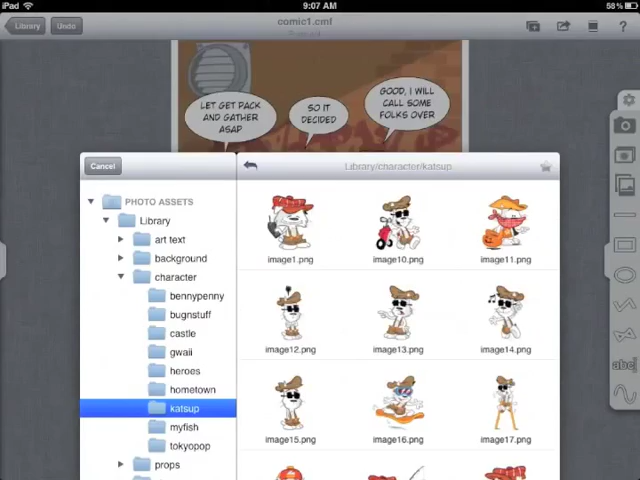 iPad
9:07 AM
58%
Library
Undo
comic1.cmf
LET GET PACK
AND GATHER
ASAP
SO IT
DECIDED
GOOD, I WILL
CALL SOME
FOLKS OVER
Cancel
Library/character/katsup
PHOTO ASSETS
Library
art text
background
character
bennypenny
bugnstuff
castle
gwaii
heroes
hometown
katsup
myfish
tokyopop
props
image1.png
image10.png
image11.png
image12.png
image13.png
image14.png
image15.png
image16.png
image17.png
?
abc